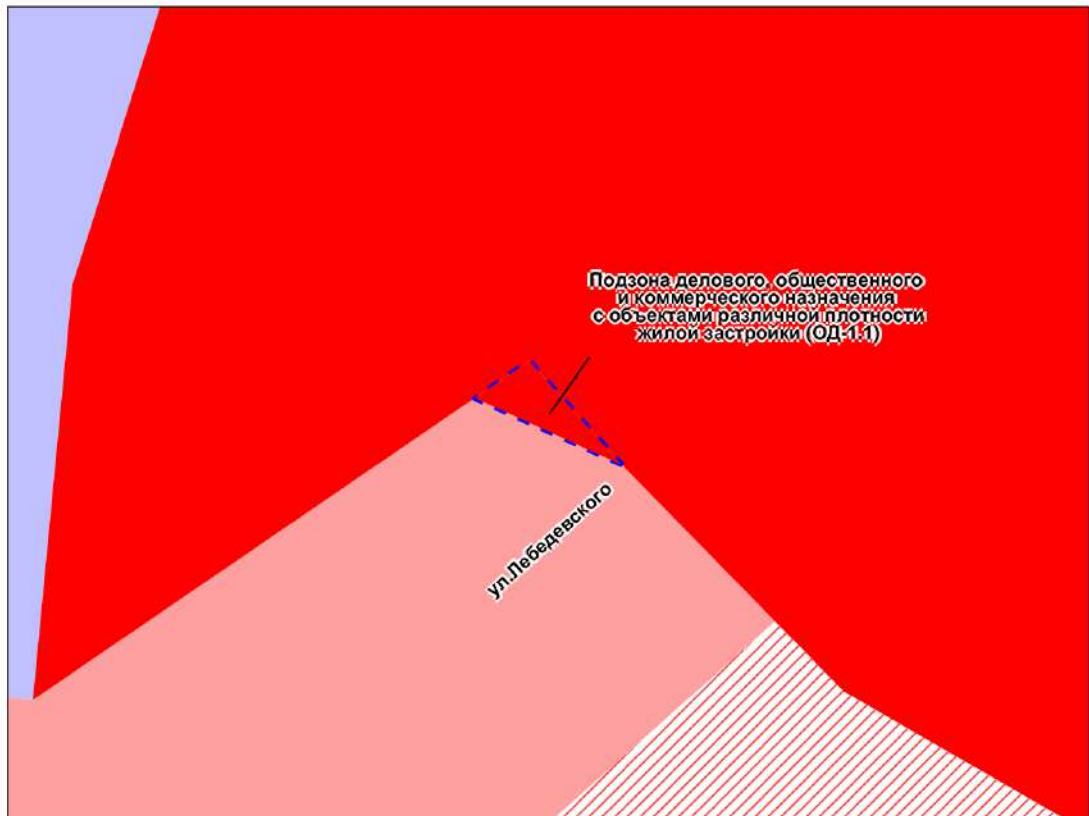 Подзона делового, общественного
и коммерческого назначения
с объектами различной плотности
жилой застройки (ОД-1.1)
ул.Лебедевского